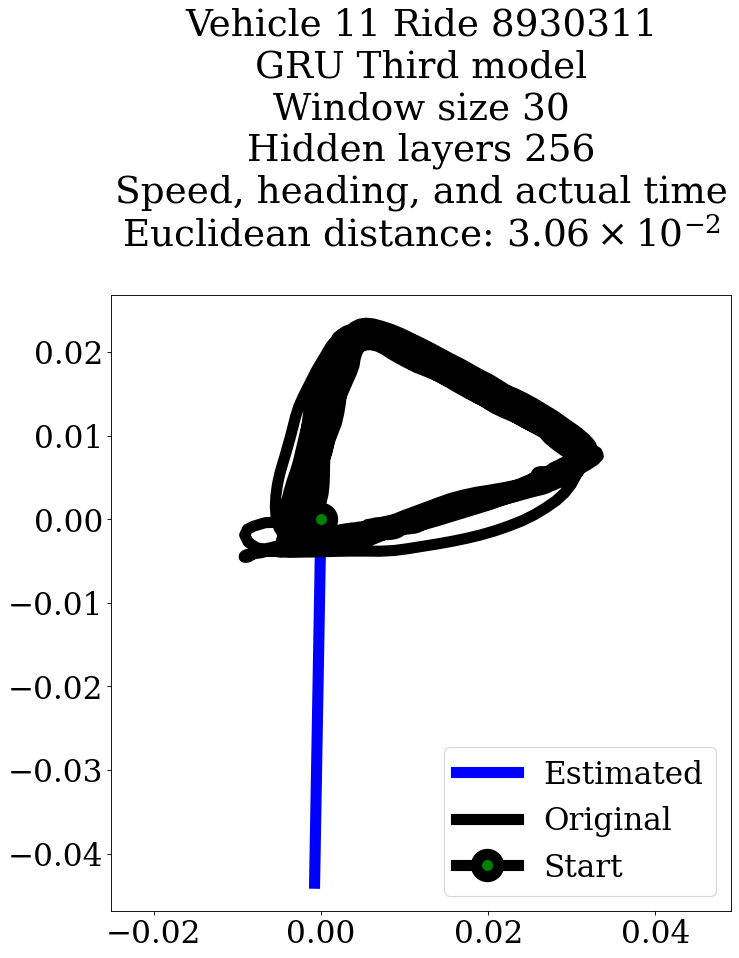 Vehicle 11 Ride 8930311
GRU Third model
Window size 30
Hidden layers 256
Speed, heading, and actual time
Euclidean distance: 3.06 × 10⁻²
0.02
0.01
0.00
−0.01
−0.02
−0.03
−0.04
Estimated
Original
Start
−0.02 0.00 0.02 0.04